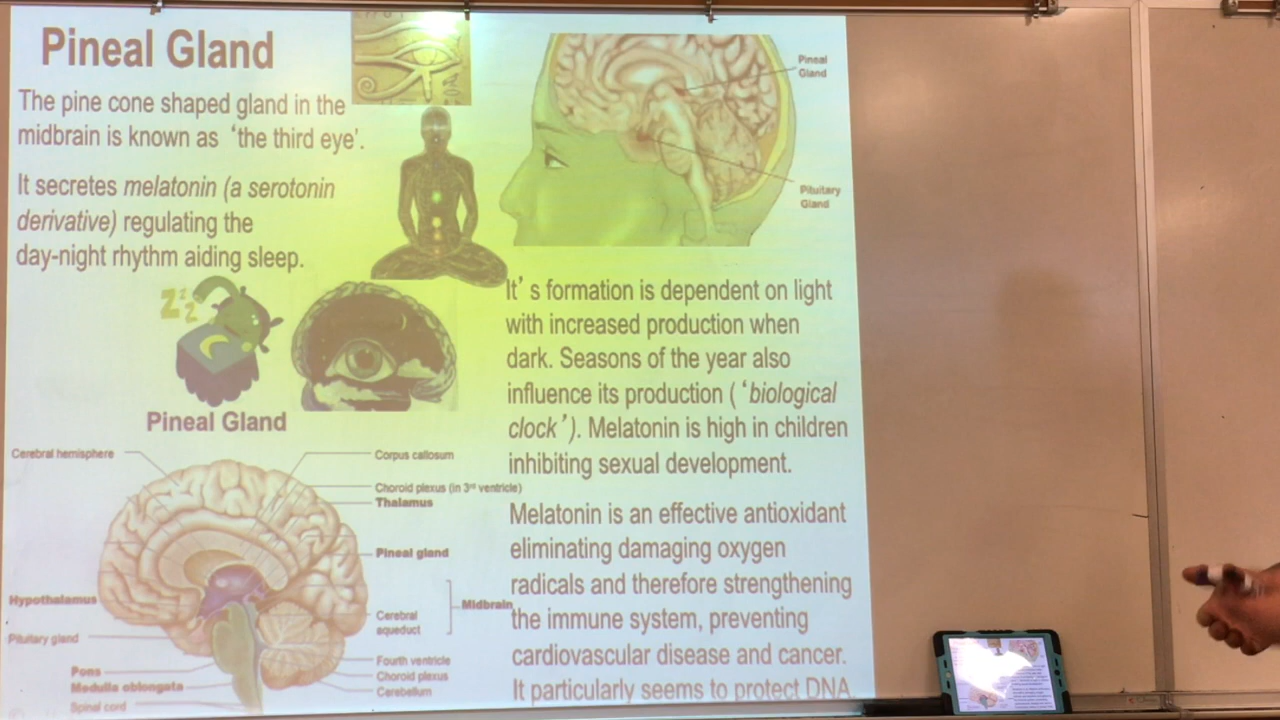 Pineal Gland
The pine cone shaped gland in the
midbrain is known as ‘the third eye’.
It secretes melatonin (a serotonin
derivative) regulating the
day-night rhythm aiding sleep.
Pineal
Gland
Pituitary
Gland
Z z z z
It’s formation is dependent on light
with increased production when
dark. Seasons of the year also
influence its production (‘biological
clock’). Melatonin is high in children
inhibiting sexual development.
Melatonin is an effective antioxidant
eliminating damaging oxygen
radicals and therefore strengthening
the immune system, preventing
cardiovascular disease and cancer.
It particularly seems to protect DNA
Pineal Gland
Cerebral hemisphere
Corpus callosum
Choroid plexus (in 3rd ventricle)
Thalamus
Pineal gland
Hypothalamus
Midbrain
Cerebral
aqueduct
Pituitary gland
Fourth ventricle
Pons
Choroid plexus
Medulla oblongata
Cerebellum
Spinal cord